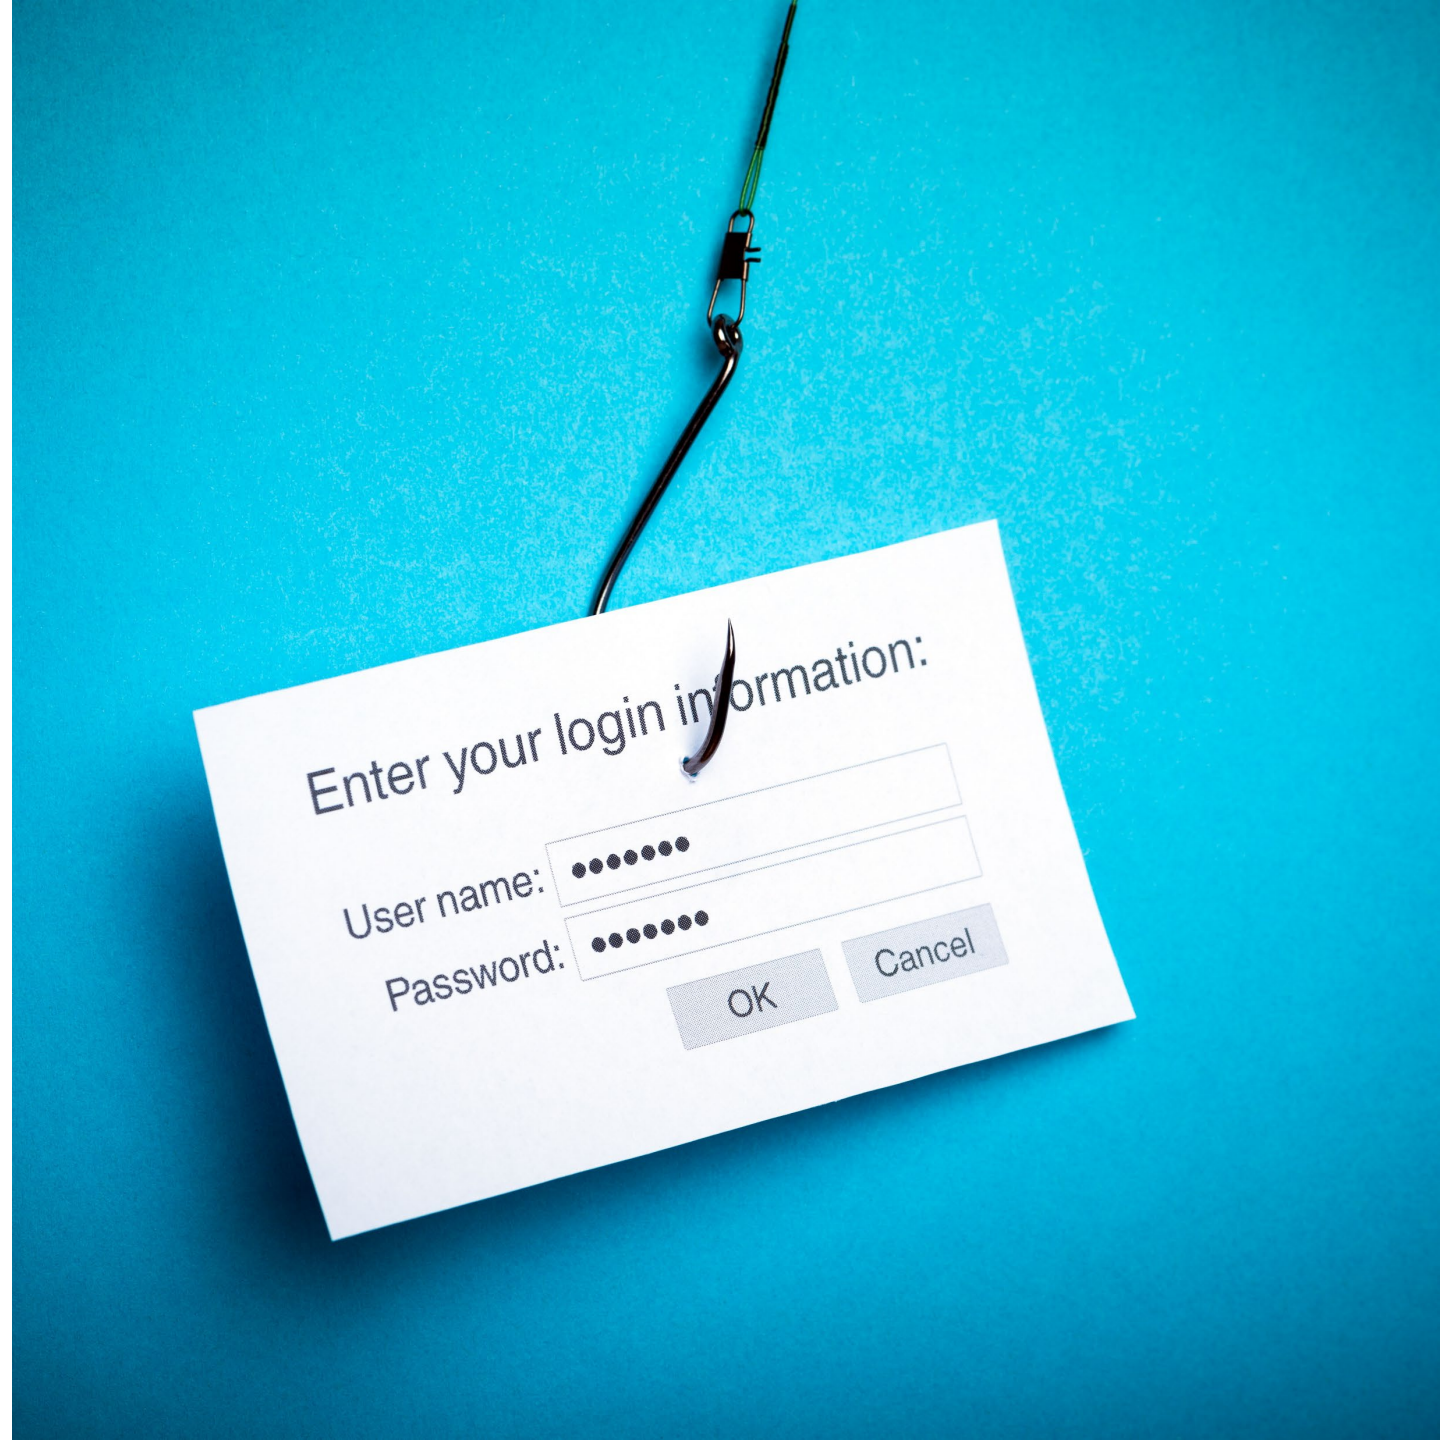 Enter your login information:
User name: •••••••
Password: •••••••
OK Cancel